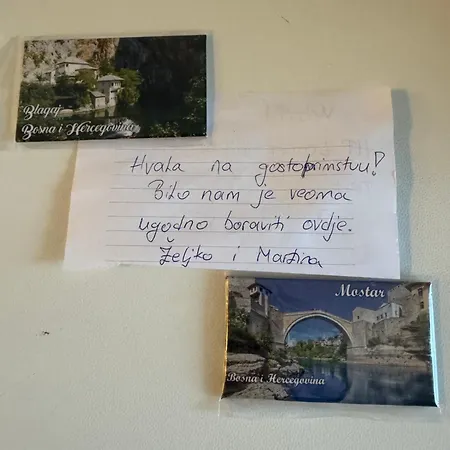 Blagaj
Bosna i Hercegovina
Hvala na gostoprimstvu!
Bilo nam je veoma
ugodno boraviti ovdje.
Željko i Martina
Mostar
Bosna i Hercegovina